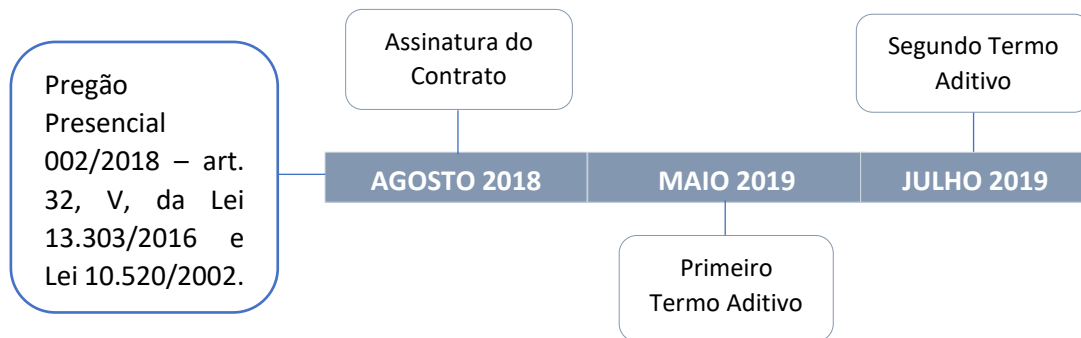 Pregão
Presencial
002/2018 – art.
32, V, da Lei
13.303/2016 e
Lei 10.520/2002.
Assinatura do
Contrato
Segundo Termo
Aditivo
AGOSTO 2018
MAIO 2019
JULHO 2019
Primeiro
Termo Aditivo